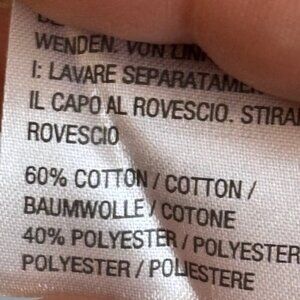 WENDEN. VON
I: LAVARE SEPARATAMEN
IL CAPO AL ROVESCIO. STIRA
ROVESCIO
60% COTTON / COTTON /
BAUMWOLLE / COTONE
40% POLYESTER / POLYESTER
POLYESTER / POLIESTERE